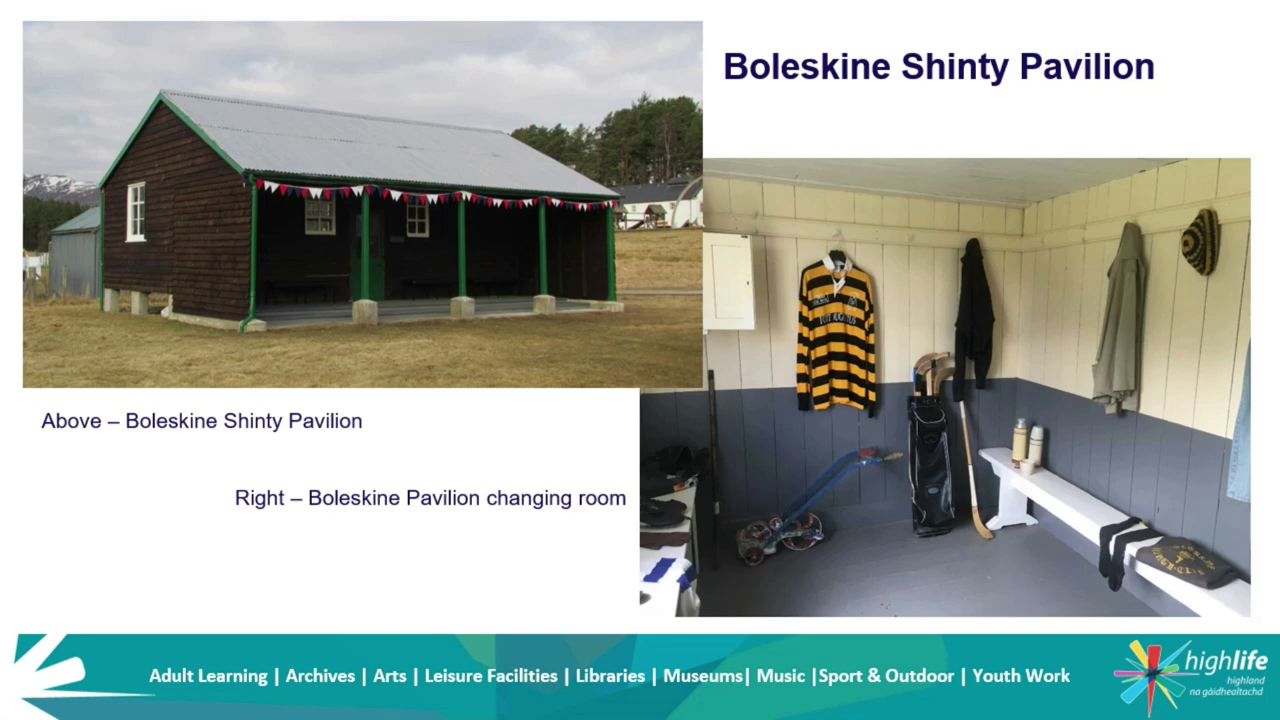 Boleskine Shinty Pavilion
Above – Boleskine Shinty Pavilion
Right – Boleskine Pavilion changing room
Adult Learning | Archives | Arts | Leisure Facilities | Libraries | Museums| Music |Sport & Outdoor | Youth Work
highlife
highland
na gàidhealtachd